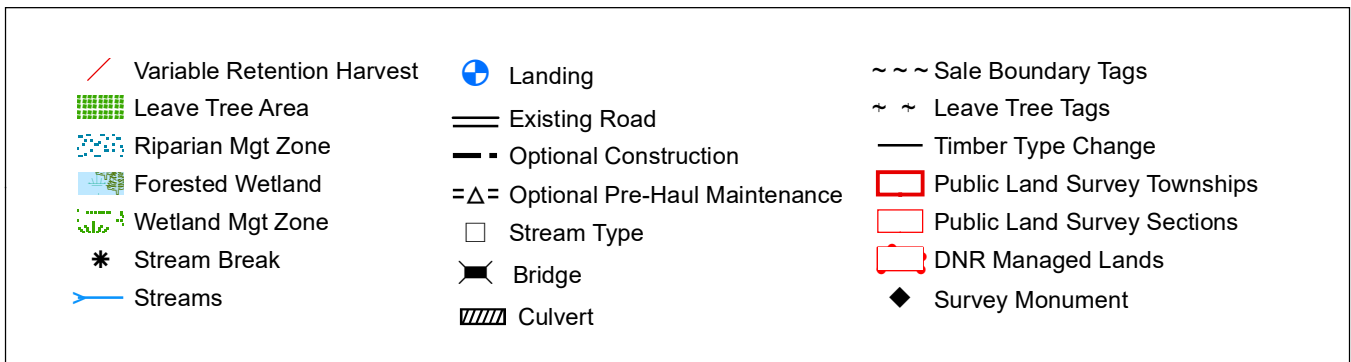 Variable Retention Harvest
Leave Tree Area
Riparian Mgt Zone
Forested Wetland
Wetland Mgt Zone
Stream Break
Streams
Landing
Existing Road
Optional Construction
Optional Pre-Haul Maintenance
Stream Type
Bridge
Culvert
Sale Boundary Tags
Leave Tree Tags
Timber Type Change
Public Land Survey Townships
Public Land Survey Sections
DNR Managed Lands
Survey Monument